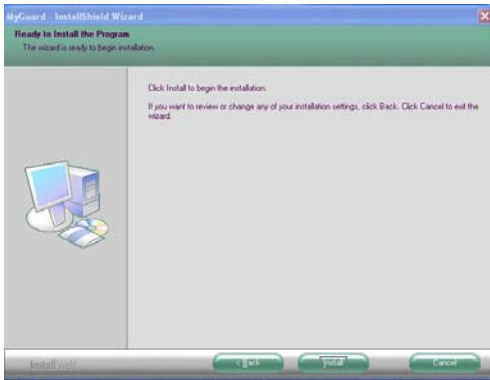 MyGuard - InstallShield Wizard
Ready to Install the Program
The wizard is ready to begin installation.
Click Install to begin the installation.
If you want to review or change any of your installation settings, click Back. Click Cancel to exit the
wizard.
InstallShield
< Back
Install
Cancel